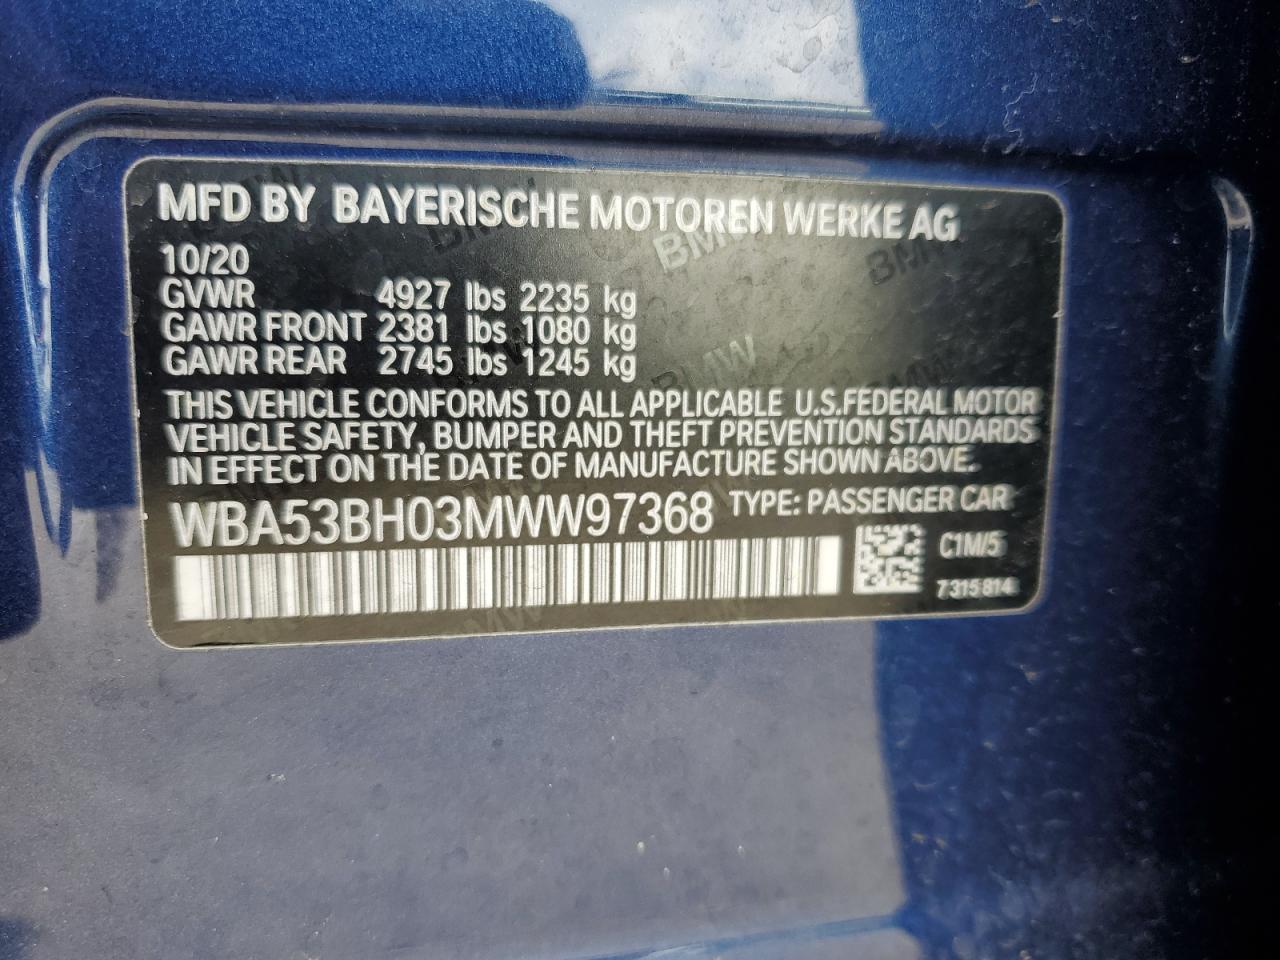 MFD BY BAYERISCHE MOTOREN WERKE AG
10/20
GVWR 4927 lbs 2235 kg
GAWR FRONT 2381 lbs 1080 kg
GAWR REAR 2745 lbs 1245 kg
THIS VEHICLE CONFORMS TO ALL APPLICABLE U.S.FEDERAL MOTOR
VEHICLE SAFETY, BUMPER AND THEFT PREVENTION STANDARDS
IN EFFECT ON THE DATE OF MANUFACTURE SHOWN ABOVE.
WBA53BH03MWW97368 TYPE: PASSENGER CAR
C1M/5
7315814